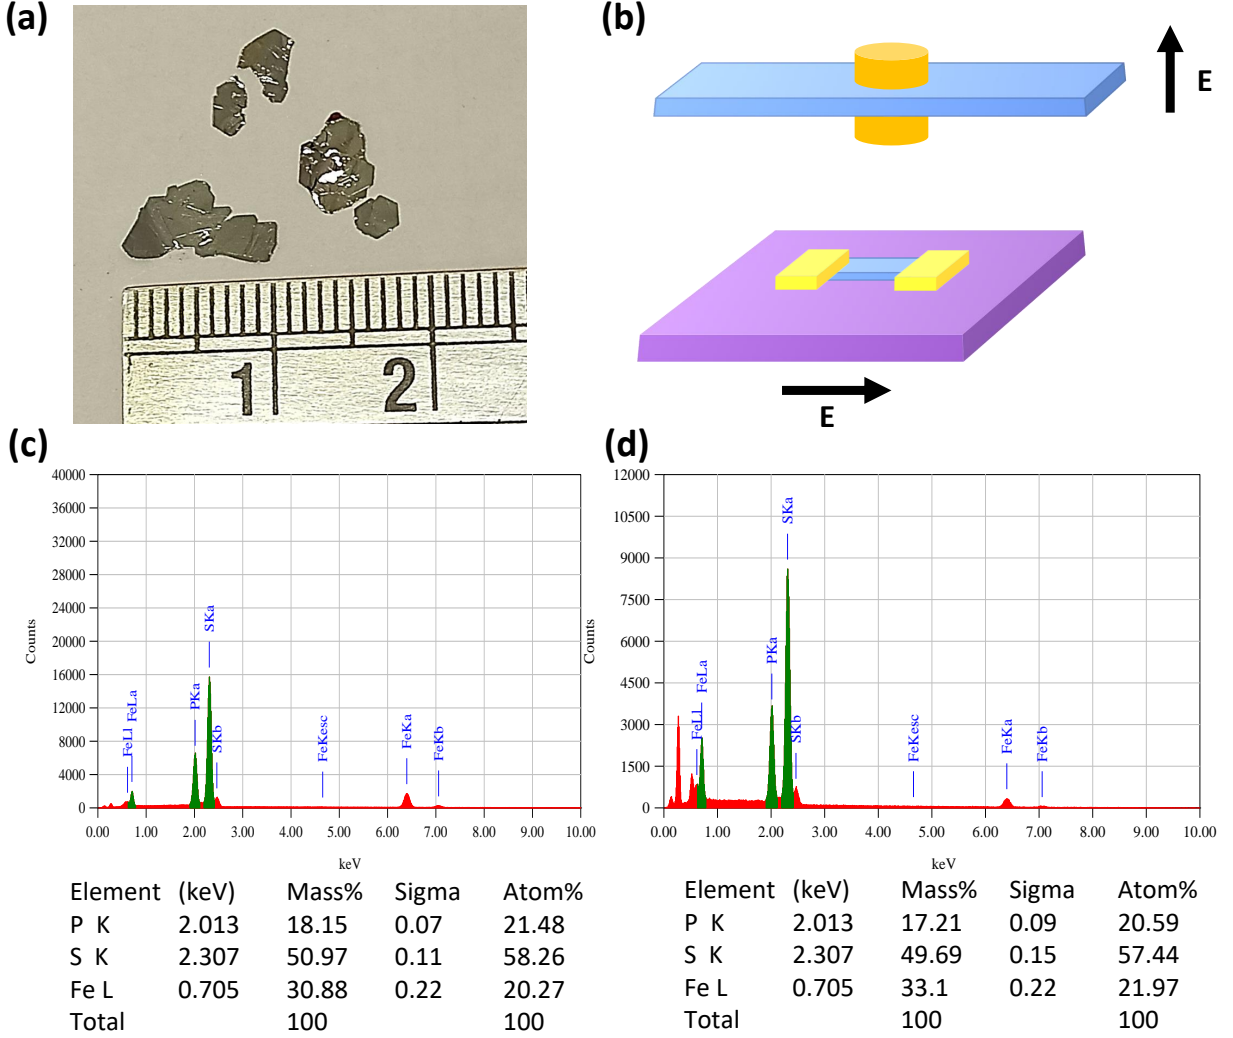 (a)
1 2
(b)
E
E
(c)
40000
36000
32000
28000
24000
20000
16000
12000
8000
4000
0
Counts
FeLl
FeLa
PKa
SKa
SKb
FeKesc
FeKa
FeKb
0.00 1.00 2.00 3.00 4.00 5.00 6.00 7.00 8.00 9.00 10.00
keV
Element (keV) Mass% Sigma Atom%
P K 2.013 18.15 0.07 21.48
S K 2.307 50.97 0.11 58.26
Fe L 0.705 30.88 0.22 20.27
Total 100 100
(d)
12000
10500
9000
7500
6000
4500
3000
1500
0
Counts
FeLl
FeLa
PKa
SKa
SKb
FeKesc
FeKa
FeKb
0.00 1.00 2.00 3.00 4.00 5.00 6.00 7.00 8.00 9.00 10.00
keV
Element (keV) Mass% Sigma Atom%
P K 2.013 17.21 0.09 20.59
S K 2.307 49.69 0.15 57.44
Fe L 0.705 33.1 0.22 21.97
Total 100 100